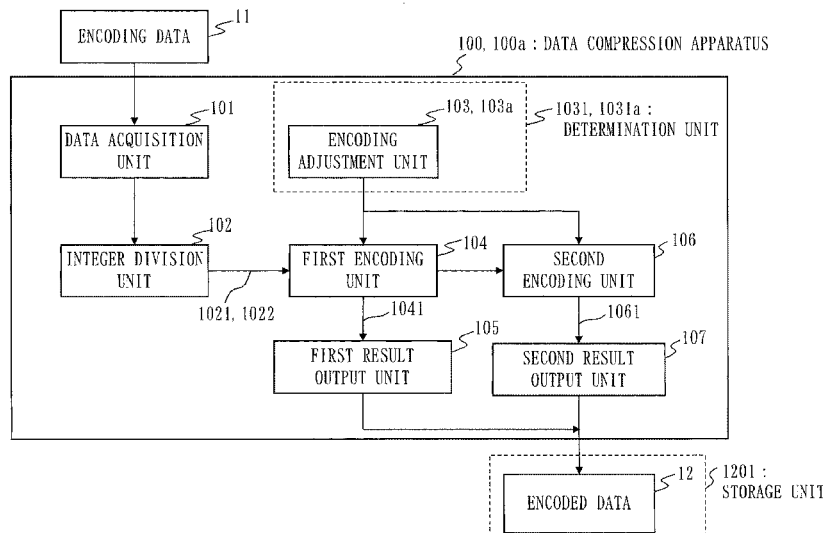 11
ENCODING DATA
100, 100a : DATA COMPRESSION APPARATUS
101
DATA ACQUISITION
UNIT
103, 103a
ENCODING
ADJUSTMENT UNIT
1031, 1031a :
DETERMINATION UNIT
102
INTEGER DIVISION
UNIT
1021, 1022
104
FIRST ENCODING
UNIT
106
SECOND
ENCODING UNIT
1041
1061
105
FIRST RESULT
OUTPUT UNIT
107
SECOND RESULT
OUTPUT UNIT
12
ENCODED DATA
1201 :
STORAGE UNIT